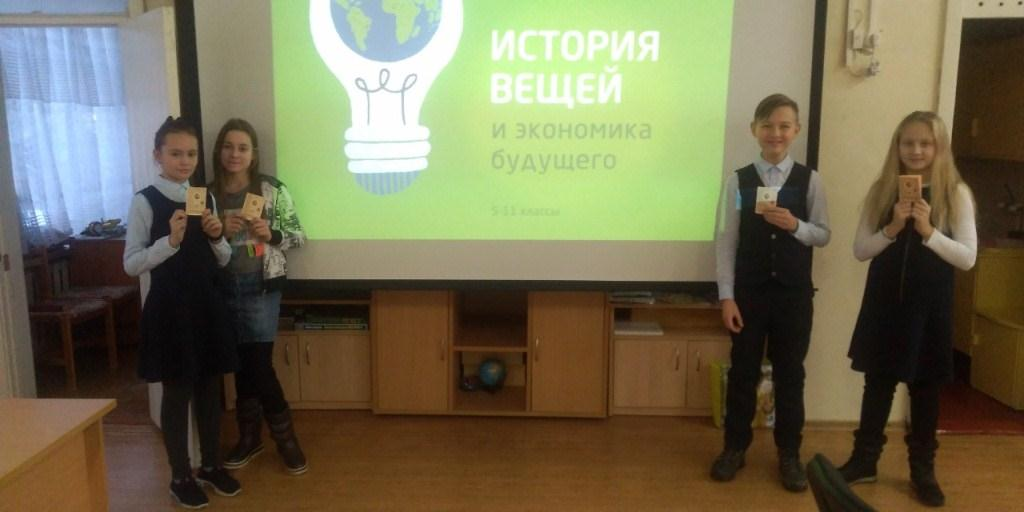 ИСТОРИЯ
ВЕЩЕЙ
и экономика
будущего
5-11 классы